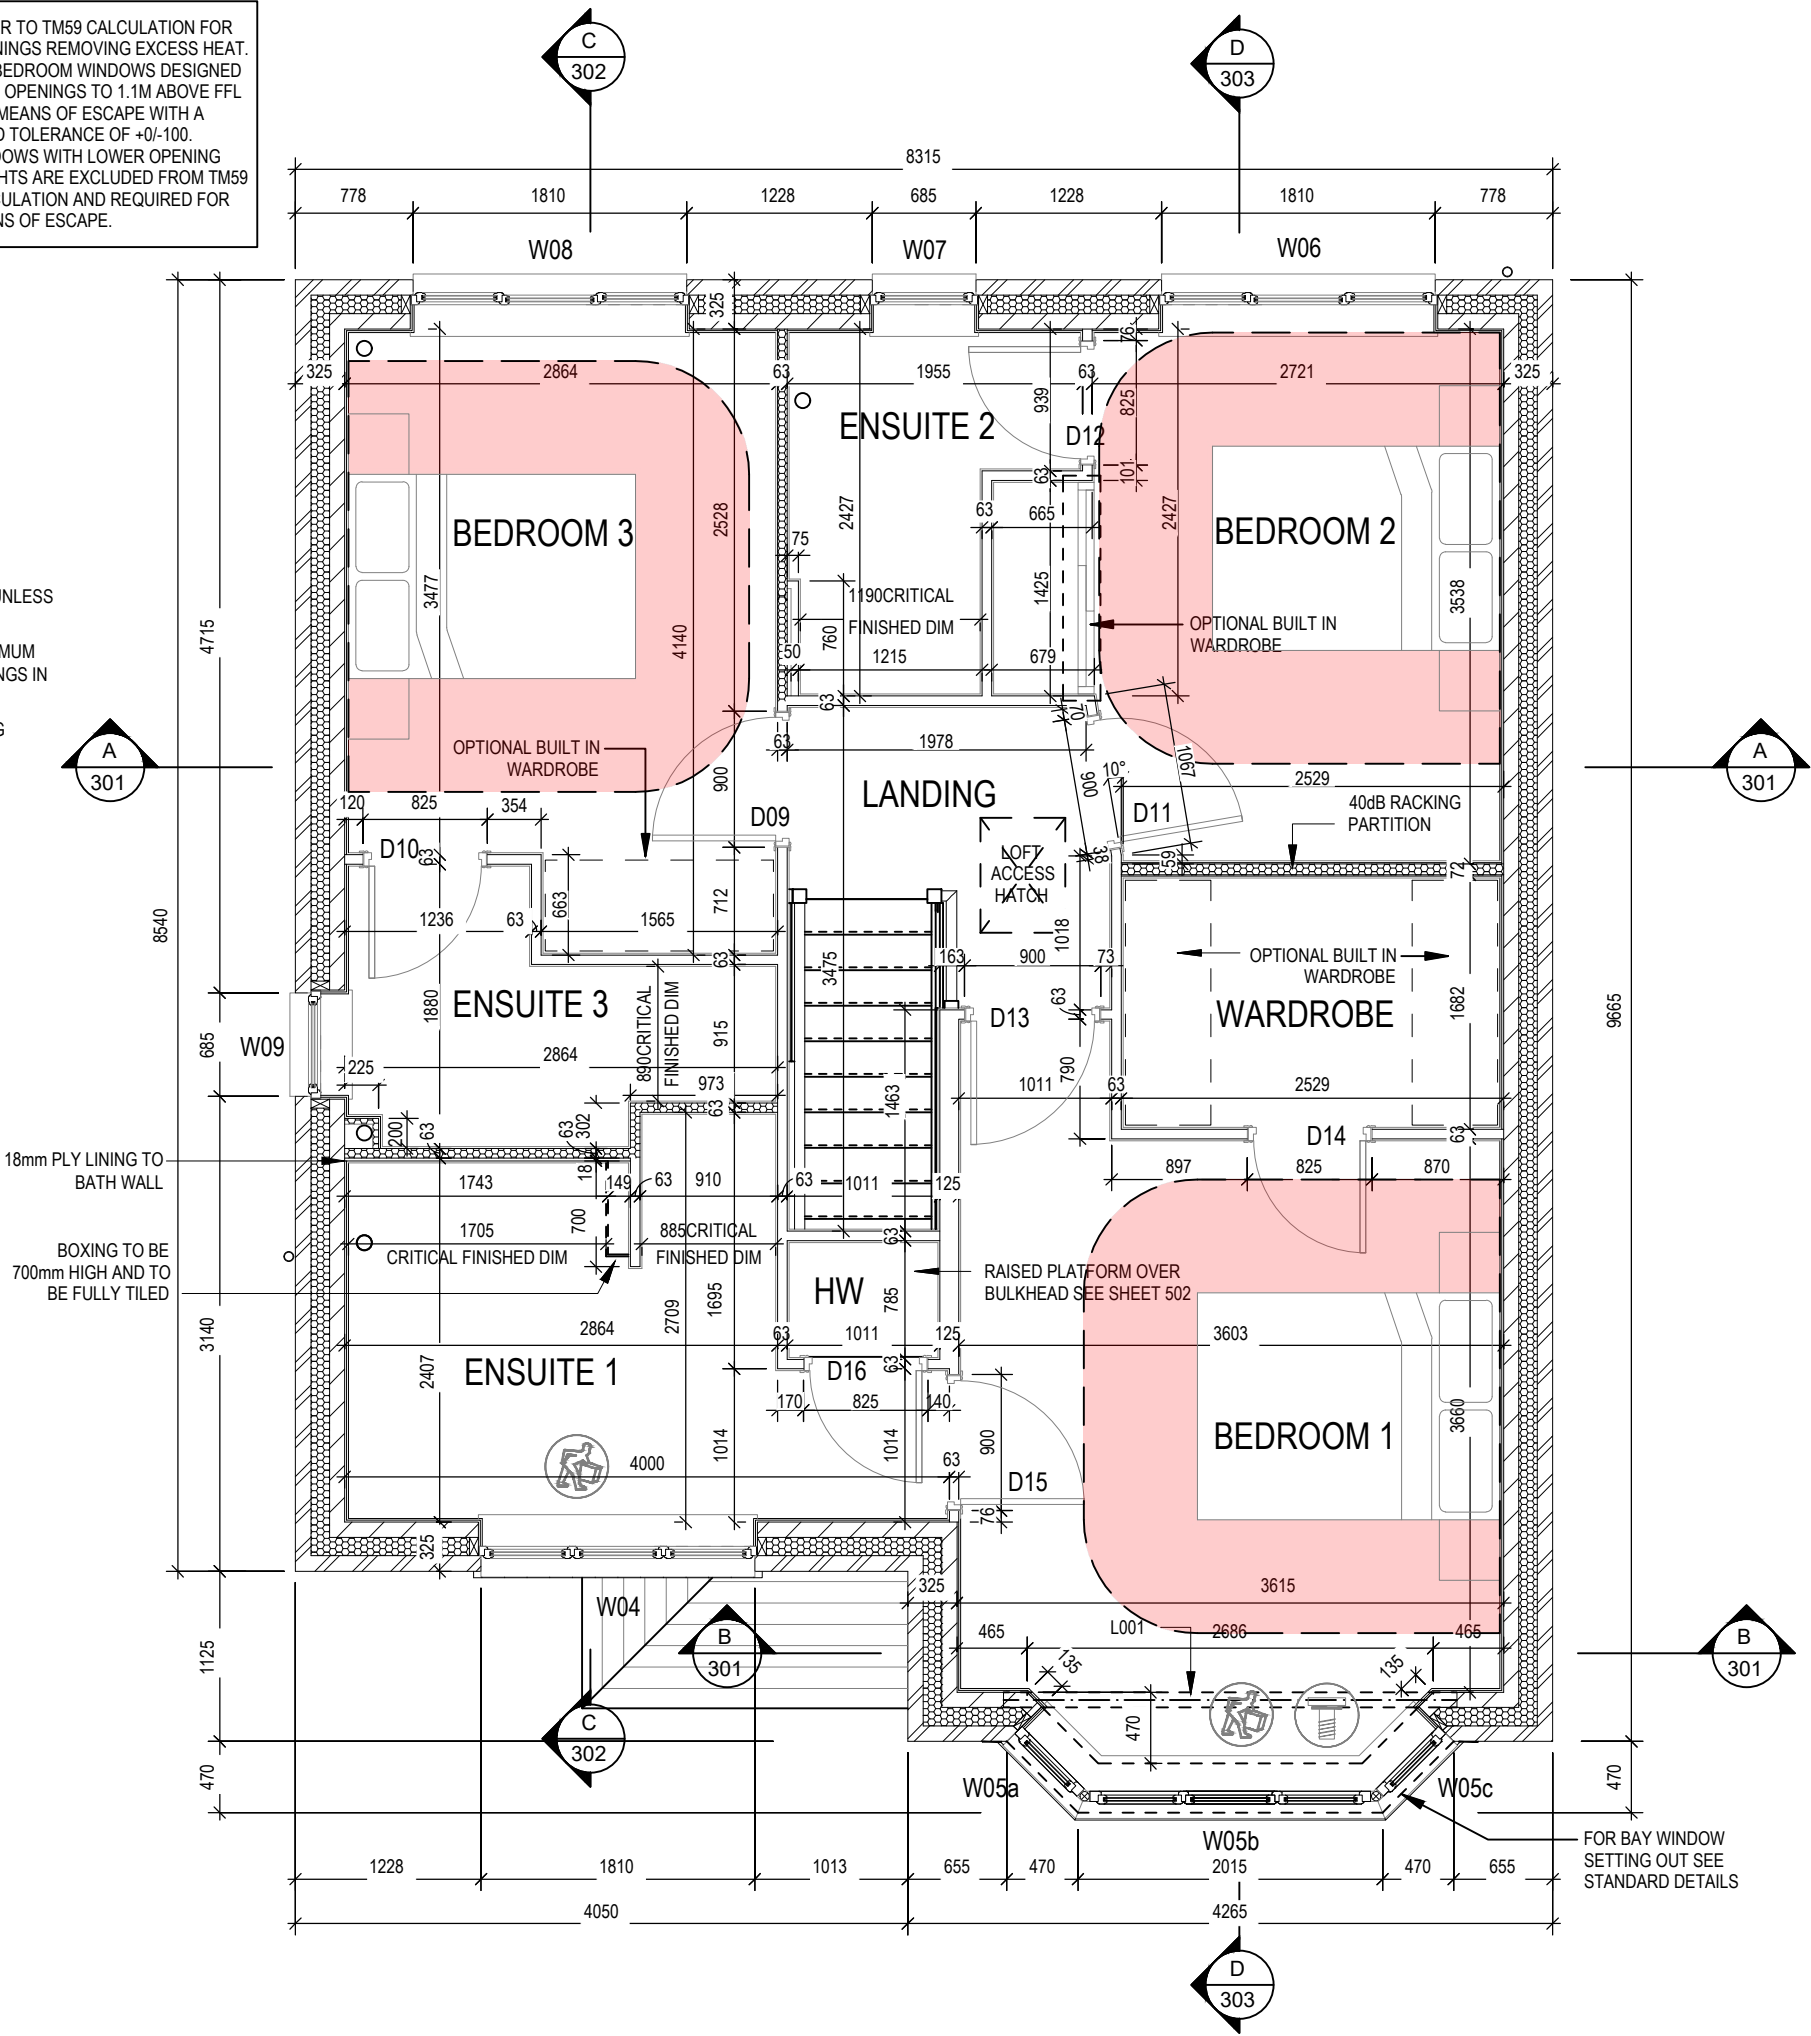 R TO TM59 CALCULATION FOR
NINGS REMOVING EXCESS HEAT.
BEDROOM WINDOWS DESIGNED
OPENINGS TO 1.1M ABOVE FFL
MEANS OF ESCAPE WITH A
D TOLERANCE OF +0/-100.
DOWS WITH LOWER OPENING
HTS ARE EXCLUDED FROM TM59
CULATION AND REQUIRED FOR
NS OF ESCAPE.
C
302
D
303
8315
778 1810 1228 685 1228 1810 778
W08 W07 W06
325
76
325 2864 63 1955 63 2721 325
939
825
ENSUITE 2
D12
101
63
BEDROOM 3
2528
2427
63 665
2427
BEDROOM 2
75
3477
1425
3538
NLESS
MUM
NGS IN
G
4715
1190CRITICAL
FINISHED DIM
760
OPTIONAL BUILT IN
WARDROBE
4140
50 1215 679
63
70
A
301
OPTIONAL BUILT IN
WARDROBE
63 1978
900
900
10°
1067
2529
A
301
LANDING
120 825 354
D09
D11
40dB RACKING
PARTITION
D10
63
LOFT
ACCESS
HATCH
38
59
72
663
712
1236 63 1565
8540
1018
63
3475
163 900 73
OPTIONAL BUILT IN
WARDROBE
1880
ENSUITE 3
890CRITICAL
FINISHED DIM
915
63
D13
WARDROBE
1682
9665
685
W09
225
2864
973
63
1463
1011
790
63 2529
200
63
63
302
D14
63
18mm PLY LINING TO
BATH WALL
18
1743 149 63 910 63 1011 125
897 825 870
700
1705
CRITICAL FINISHED DIM
885CRITICAL
FINISHED DIM
63
BOXING TO BE
700mm HIGH AND TO
BE FULLY TILED
HW
785
RAISED PLATFORM OVER
BULKHEAD SEE SHEET 502
2709
1695
3140
2864 63 1011 125 3603
2407
ENSUITE 1
D16
63
170 825 140
BEDROOM 1
3660
1014
1014
900
4000
63
D15
76
325
325
3615
W04
L001
465 2686 465
B
301
B
301
1125
135
135
C
302
470
470
470
W05a
W05c
W05b
FOR BAY WINDOW
SETTING OUT SEE
STANDARD DETAILS
1228 1810 1013 655 470 2015 470 655
4050 4265
D
303